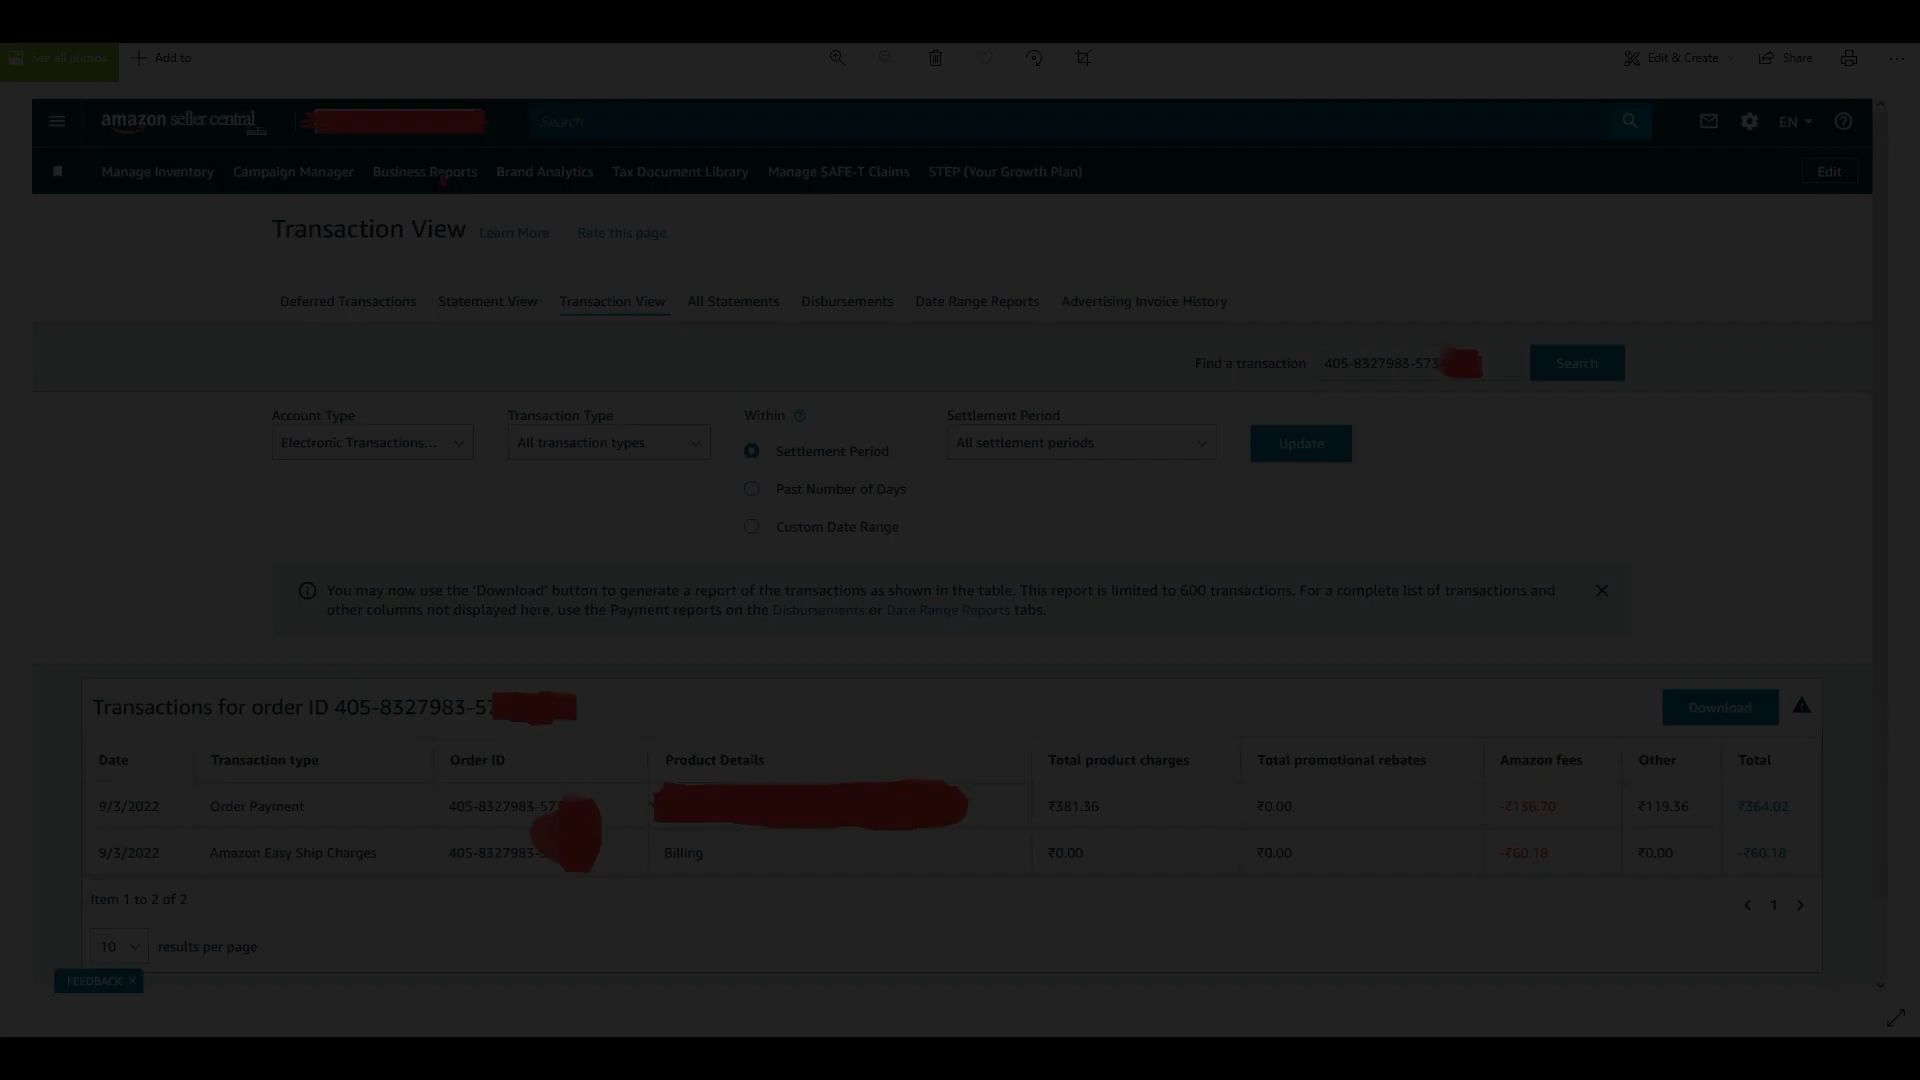 See all photos + Add to Edit & Create Share
amazon seller central india Search EN
Manage Inventory Campaign Manager Business Reports Brand Analytics Tax Document Library Manage SAFE-T Claims STEP (Your Growth Plan) Edit
Transaction View Learn More Rate this page
Deferred Transactions Statement View Transaction View All Statements Disbursements Date Range Reports Advertising Invoice History
Find a transaction 405-8327983-573 Search
Account Type Transaction Type Within Settlement Period
Electronic Transactions... All transaction types Settlement Period All settlement periods Update
Past Number of Days
Custom Date Range
You may now use the 'Download' button to generate a report of the transactions as shown in the table. This report is limited to 600 transactions. For a complete list of transactions and
other columns not displayed here, use the Payment reports on the Disbursements or Date Range Reports tabs.
Transactions for order ID 405-8327983-57 Download
Date Transaction type Order ID Product Details Total product charges Total promotional rebates Amazon fees Other Total
9/3/2022 Order Payment 405-8327983-573 ₹381.36 ₹0.00 -₹136.70 ₹119.36 ₹364.02
9/3/2022 Amazon Easy Ship Charges 405-8327983- Billing ₹0.00 ₹0.00 -₹60.18 ₹0.00 -₹60.18
Item 1 to 2 of 2 1
10 results per page
FEEDBACK ×